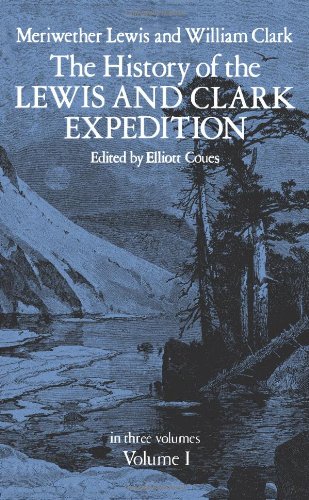 Meriwether Lewis and William Clark
The History of the
LEWIS AND CLARK
EXPEDITION
Edited by Elliott Coues
in three volumes
Volume I